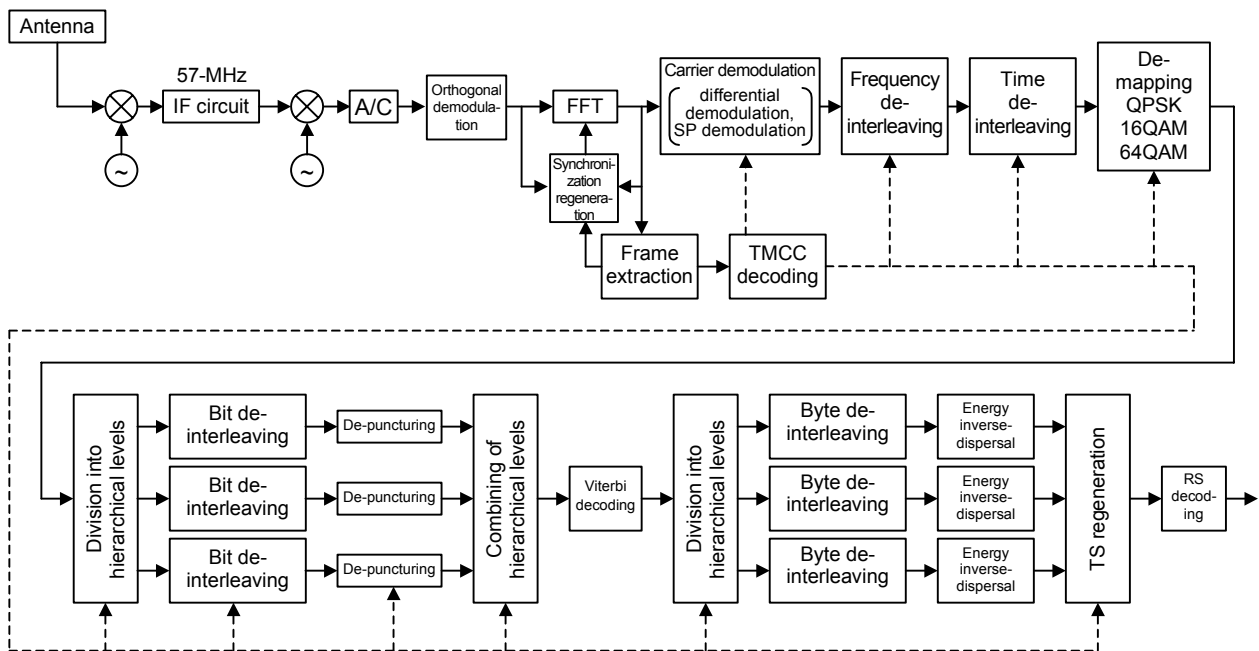 Antenna
57-MHz
IF circuit
~
~
A/C
Orthogonal
demodula-
tion
FFT
Synchroni-
zation
regenera-
tion
Frame
extraction
TMCC
decoding
Carrier demodulation
differential
demodulation,
SP demodulation
Frequency
de-
interleaving
Time
de-
interleaving
De-
mapping
QPSK
16QAM
64QAM
Division into
hierarchical levels
Bit de-
interleaving
De-puncturing
Bit de-
interleaving
De-puncturing
Bit de-
interleaving
De-puncturing
Combining of
hierarchical levels
Viterbi
decoding
Division into
hierarchical levels
Byte de-
interleaving
Energy
inverse-
dispersal
Byte de-
interleaving
Energy
inverse-
dispersal
Byte de-
interleaving
Energy
inverse-
dispersal
TS regeneration
RS
decod-
ing